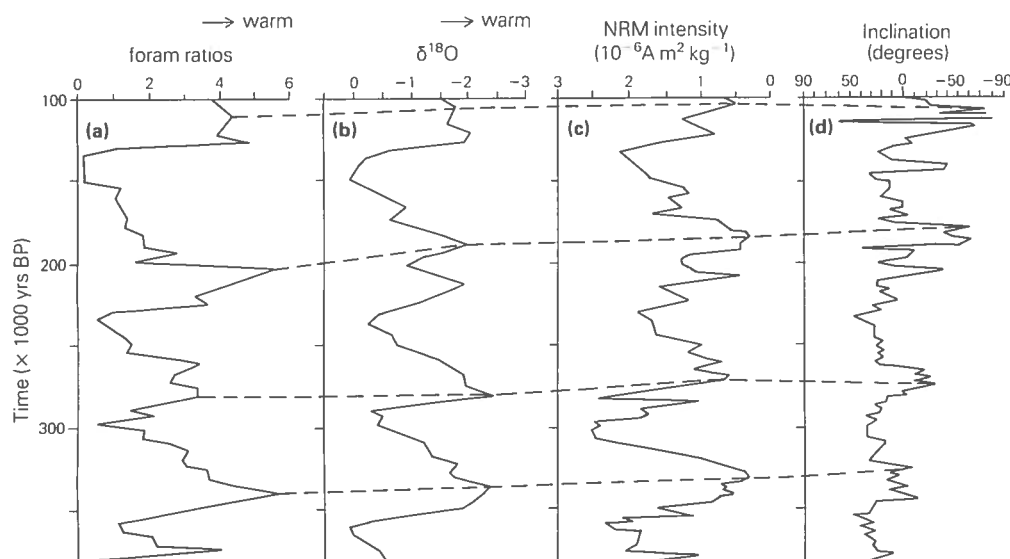 → warm → warm
foram ratios δ¹⁸O NRM intensity Inclination
(10⁻⁶A m² kg⁻¹) (degrees)
0 2 4 6 0 −1 −2 −3 3 2 1 0 90 50 0 −50 −90
100
(a) (b) (c) (d)
200
Time (× 1000 yrs BP)
300